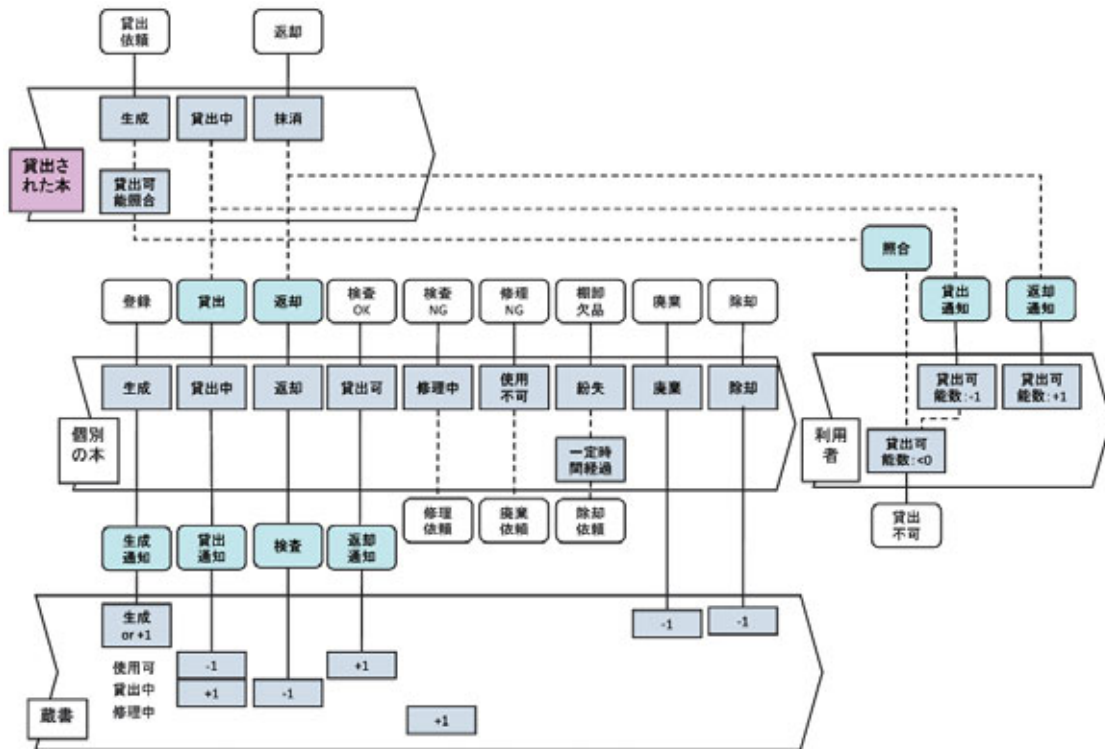 貸出
依頼
返却
生成
貸出中
抹消
貸出さ
れた本
貸出可
能照合
照合
登録
貸出
返却
検査
OK
検査
NG
修理
NG
棚卸
欠品
廃棄
除却
貸出
通知
返却
通知
生成
貸出中
返却
貸出可
修理中
使用
不可
紛失
廃棄
除却
貸出可
能数:-1
貸出可
能数:+1
個別
の本
一定時
間経過
利用
者
貸出可
能数:<0
修理
依頼
廃棄
依頼
除却
依頼
貸出
不可
生成
通知
貸出
通知
検査
返却
通知
生成
or +1
-1
-1
使用可
-1
+1
貸出中
+1
-1
修理中
+1
蔵書